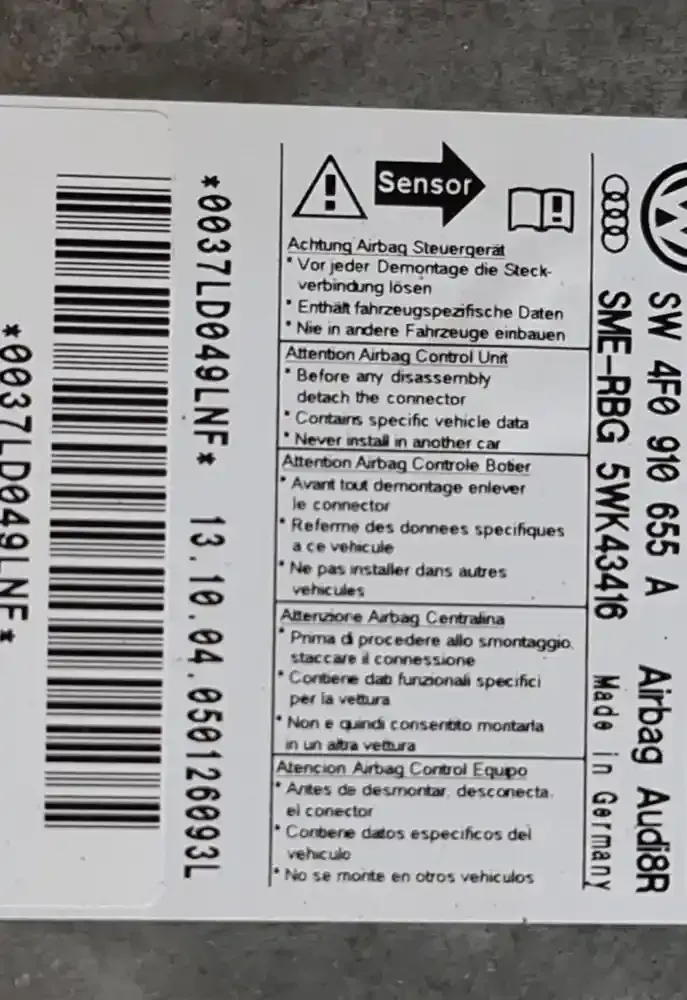 SW 4F0 910 655 A Airbag Audi8R
SME-RBG 5WK43416 Made in Germany
Sensor
Achtung Airbag Steuergerät
* Vor jeder Demontage die Steck-
verbindung lösen
* Enthält fahrzeugspezifische Daten
* Nie in andere Fahrzeuge einbauen
Attention Airbag Control Unit
* Before any disassembly
detach the connector
* Contains specific vehicle data
* Never install in another car
Attention Airbag Controle Botier
* Avant tout demontage enlever
le connector
* Referme des donnees specifiques
a ce vehicule
* Ne pas installer dans autres
vehicules
Attenzione Airbag Centralina
* Prima di procedere allo smontaggio,
staccare il connessione
* Contiene dati funzionali specifici
per la vettura
* Non e quindi consentito montarla
in un altra vettura
Atencion Airbag Control Equipo
* Antes de desmontar, desconecta.
el conector
* Contiene datos especificos del
vehiculo
* No se monte en otros vehiculos
*0037LD049LNF* 13.10.04.050126093L
*0037LD049LNF*